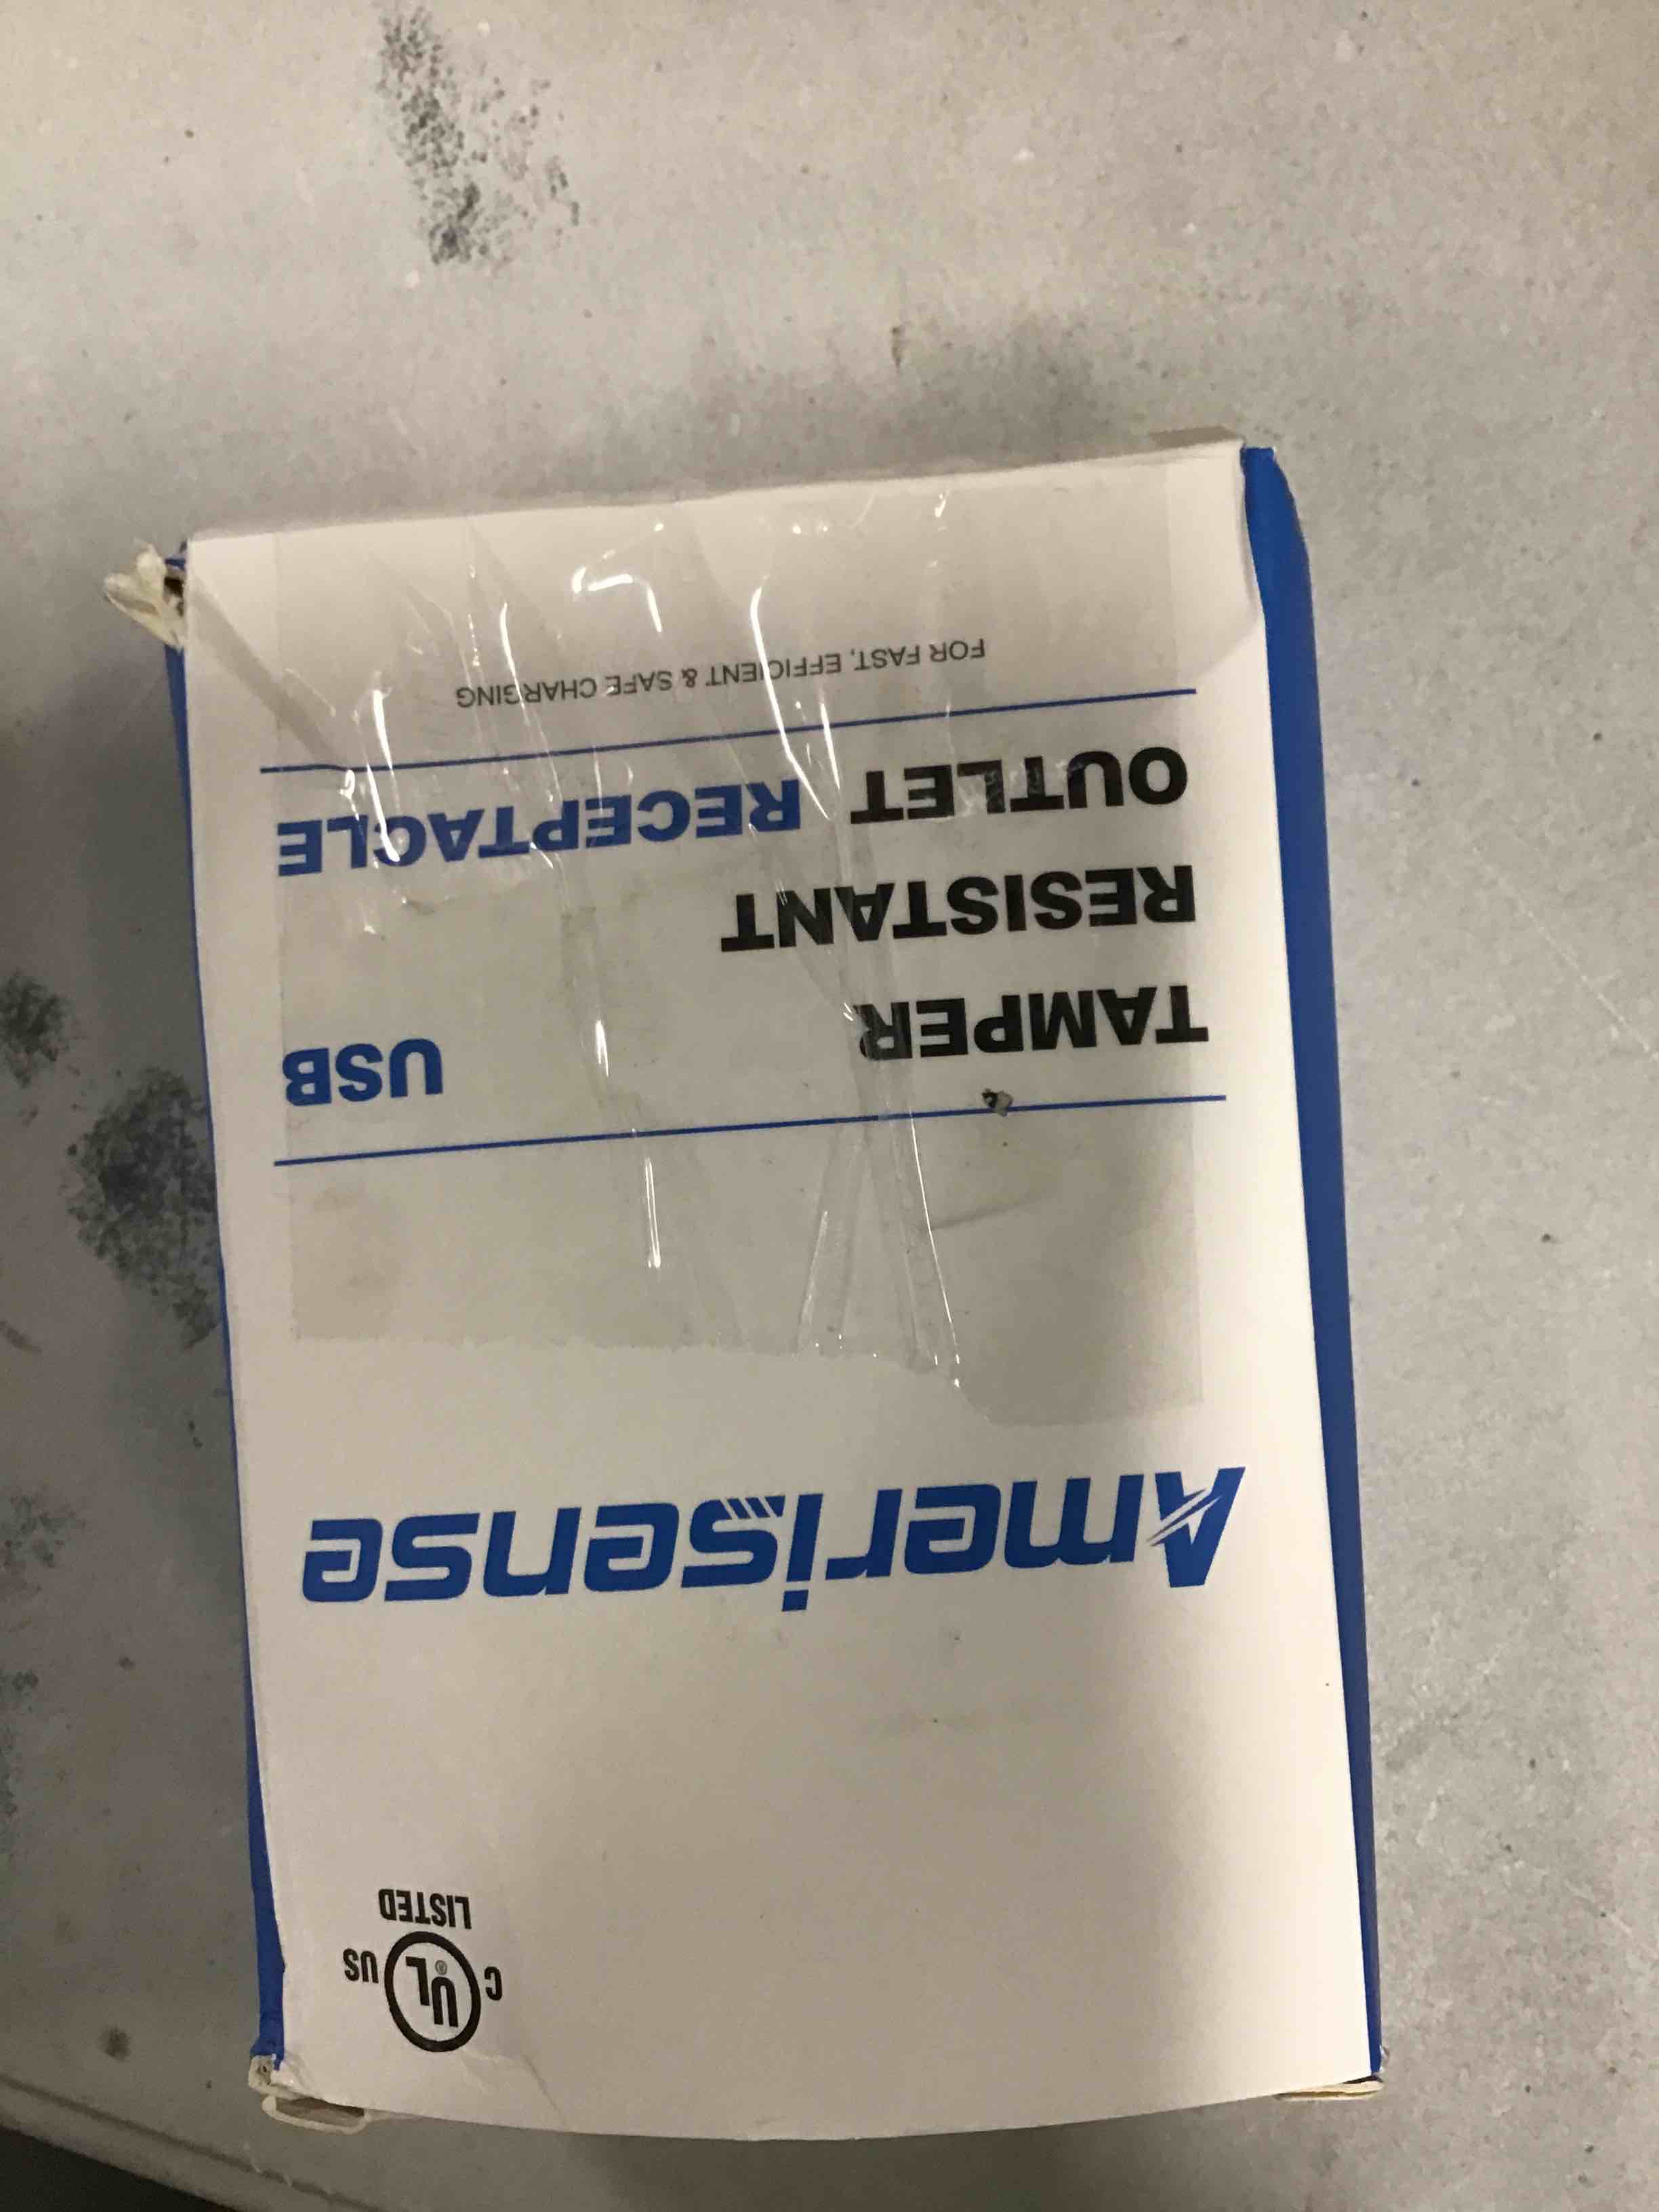 C UL® US
LISTED
Amerisense
TAMPER USB
RESISTANT
OUTLET RECEPTACLE
FOR FAST, EFFICIENT & SAFE CHARGING